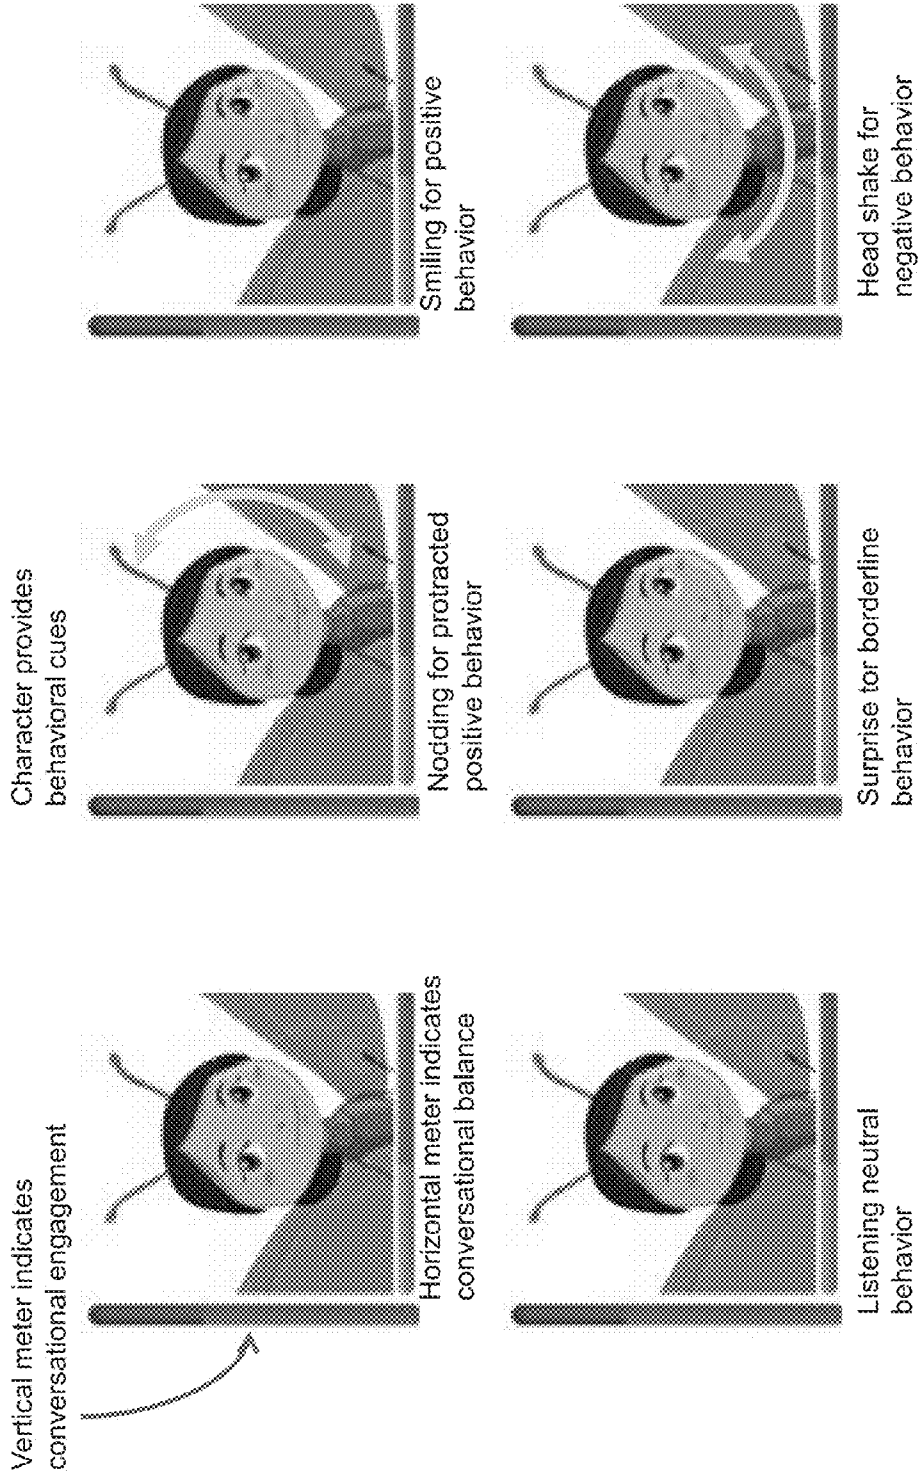 Vertical meter indicates
conversational engagement
Character provides
behavioral cues
Horizontal meter indicates
conversational balance
Nodding for protracted
positive behavior
Smiling for positive
behavior
Listening neutral
behavior
Surprise tor borderline
behavior
Head shake for
negative behavior